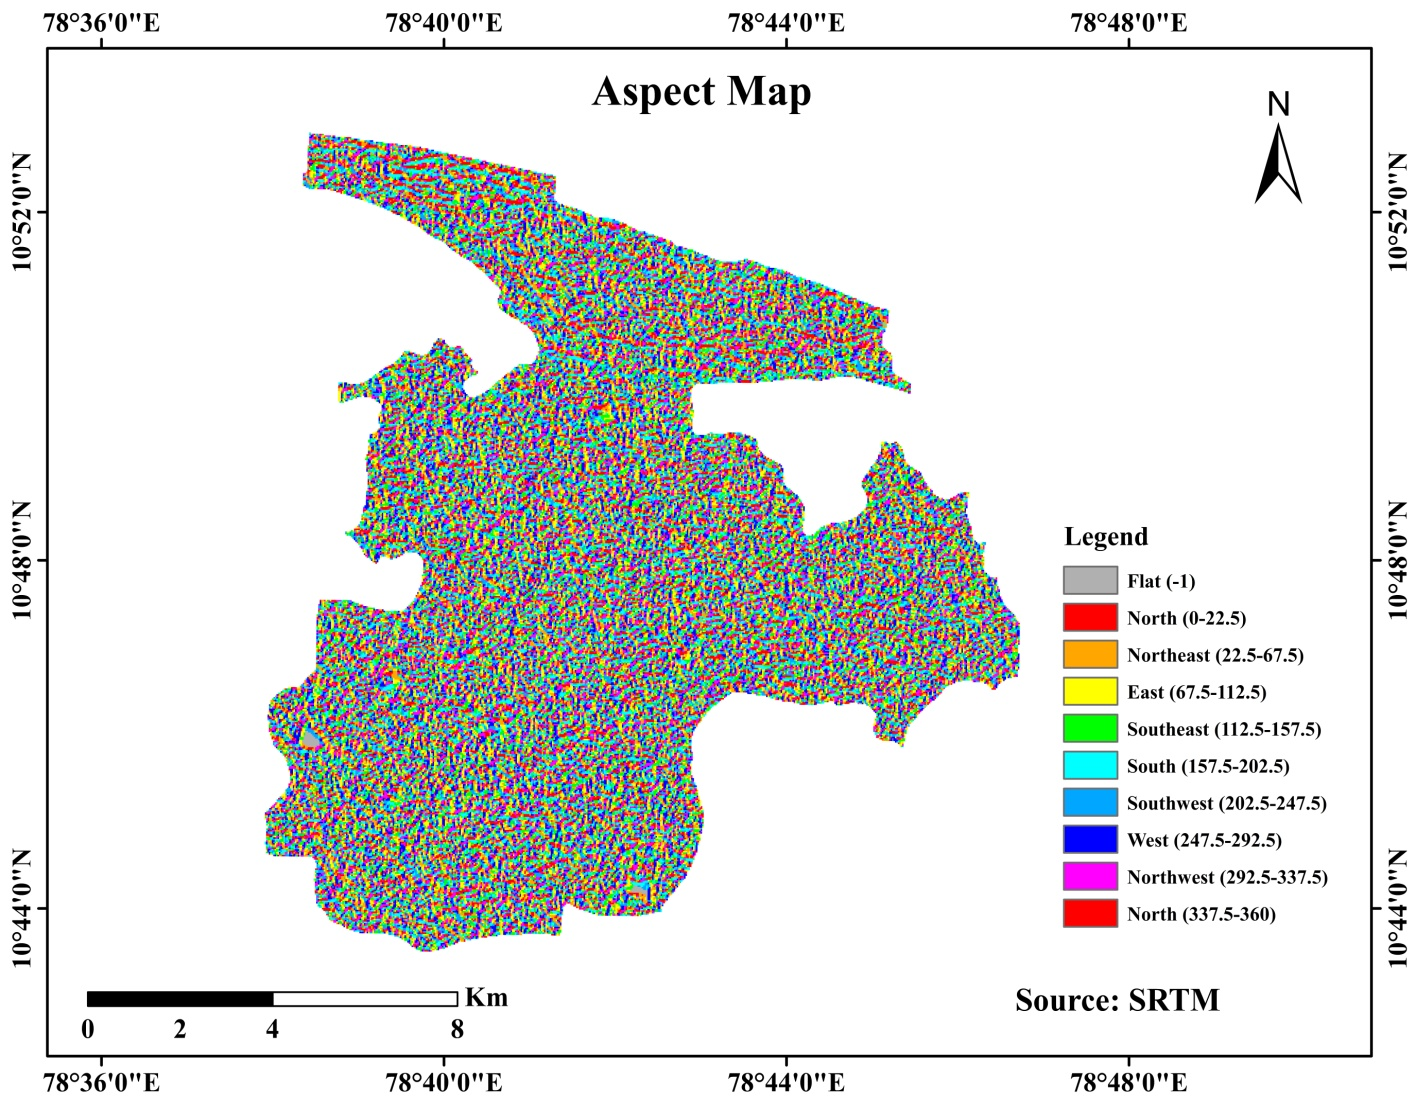 78°36'0"E 78°40'0"E 78°44'0"E 78°48'0"E
Aspect Map
N
10°52'0"N
10°52'0"N
10°48'0"N
10°48'0"N
10°44'0"N
10°44'0"N
Legend
Flat (-1)
North (0-22.5)
Northeast (22.5-67.5)
East (67.5-112.5)
Southeast (112.5-157.5)
South (157.5-202.5)
Southwest (202.5-247.5)
West (247.5-292.5)
Northwest (292.5-337.5)
North (337.5-360)
Km
0 2 4 8
Source: SRTM
78°36'0"E 78°40'0"E 78°44'0"E 78°48'0"E